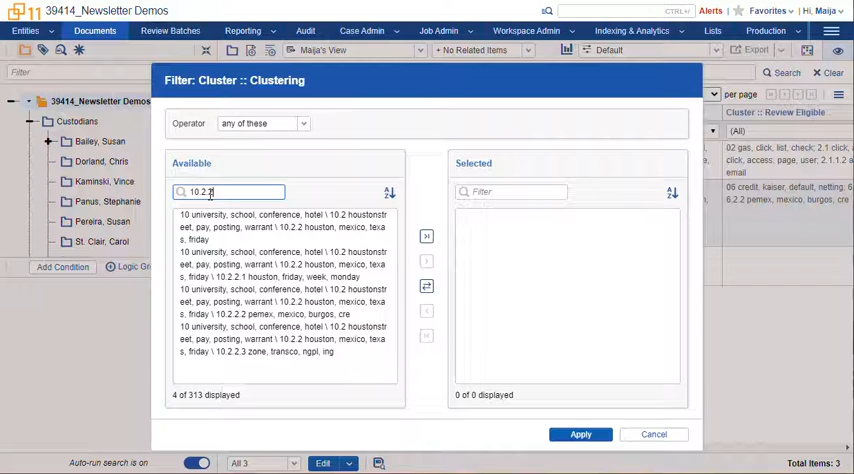 11 39414_Newsletter Demos
CTRL+/ Alerts Favorites Hi, Maija
Entities Documents Review Batches Reporting Audit Case Admin Job Admin Workspace Admin Indexing & Analytics Lists Production
Maija's View + No Related Items Default Export
Filter Search Clear
39414_Newsletter Demos
Custodians
Bailey, Susan
Dorland, Chris
Kaminski, Vince
Panus, Stephanie
Pereira, Susan
St. Clair, Carol
Add Condition Logic Gr
Filter: Cluster :: Clustering
Operator any of these
Available
10.2.2
10 university, school, conference, hotel \ 10.2 houstonstr
eet, pay, posting, warrant \ 10.2.2 houston, mexico, texa
s, friday
10 university, school, conference, hotel \ 10.2 houstonstr
eet, pay, posting, warrant \ 10.2.2 houston, mexico, texa
s, friday \ 10.2.2.1 houston, friday, week, monday
10 university, school, conference, hotel \ 10.2 houstonstr
eet, pay, posting, warrant \ 10.2.2 houston, mexico, texa
s, friday \ 10.2.2.2 pemex, mexico, burgos, cre
10 university, school, conference, hotel \ 10.2 houstonstr
eet, pay, posting, warrant \ 10.2.2 houston, mexico, texa
s, friday \ 10.2.2.3 zone, transco, ngpl, ing
4 of 313 displayed
Selected
Filter
0 of 0 displayed
Apply Cancel
per page
Cluster :: Review Eligible
(All)
02 gas, click, list, check; 2.1 click,
click, access, page, user; 2.1.1.2 a
email
06 credit, kaiser, default, netting; 6
6.2.2 pemex, mexico, burgos, cre
Auto-run search is on All 3 Edit Total Items: 3